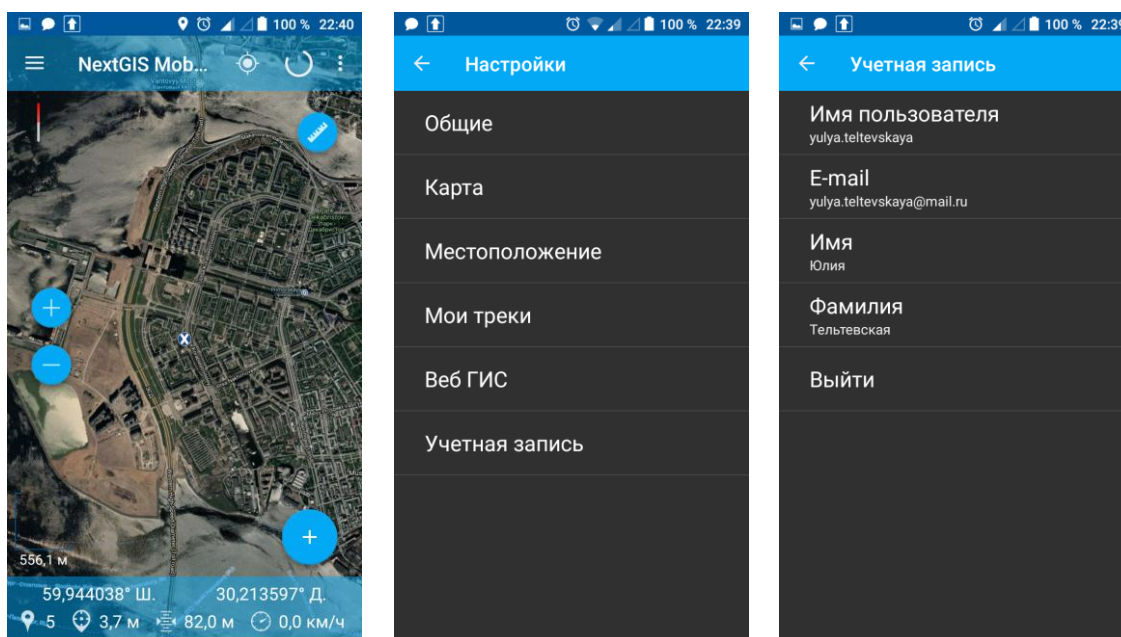 100 % 22:40
NextGIS Mob...
556,1 м
59,944038° Ш. 30,213597° Д.
5 3,7 м 82,0 м 0,0 км/ч
100 % 22:39
Настройки
Общие
Карта
Местоположение
Мои треки
Веб ГИС
Учетная запись
100 % 22:39
Учетная запись
Имя пользователя
yulya.teltevskaya
E-mail
yulya.teltevskaya@mail.ru
Имя
Юлия
Фамилия
Тельтевская
Выйти